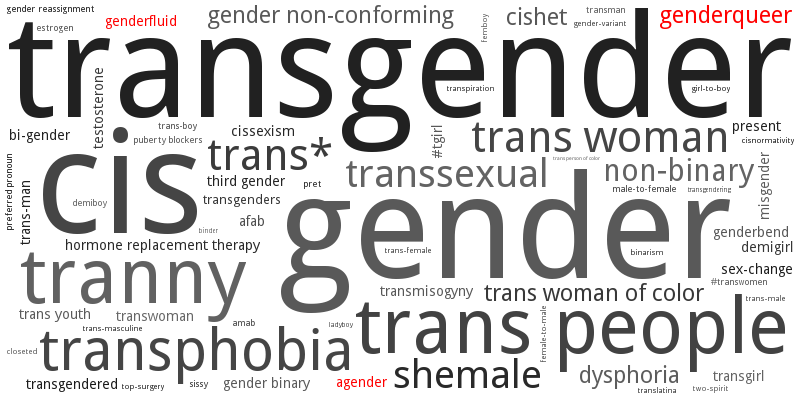 gender reassignment
estrogen
genderfluid
gender non-conforming
femboy
cishet
transman
gender-variant
genderqueer
transgender
transpiration
girl-to-boy
bi-gender
testosterone
trans-boy
puberty blockers
cissexism
trans*
#tgirl
trans woman
present
cisnormativity
preferred pronoun
trans-man
cis
demiboy
third gender
pret
transgenders
transsexual
trans person of color
non-binary
male-to-female
transgendering
misgender
afab
binder
gender
genderbend
demigirl
hormone replacement therapy
trans-female
binarism
sex-change
tranny
transmisogyny
trans woman of color
#transwomen
trans-male
trans youth
transwoman
amab
ladyboy
trans-masculine
trans people
female-to-male
closeted
transphobia
shemale
dysphoria
transgirl
transgendered
top-surgery
sissy
gender binary
agender
translatina
two-spirit